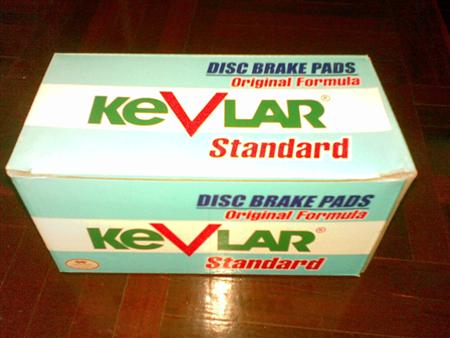 DISC BRAKE PADS
Original Formula
KeVLAR®
Standard
DISC BRAKE PADS
Original Formula
KeVLAR®
Standard